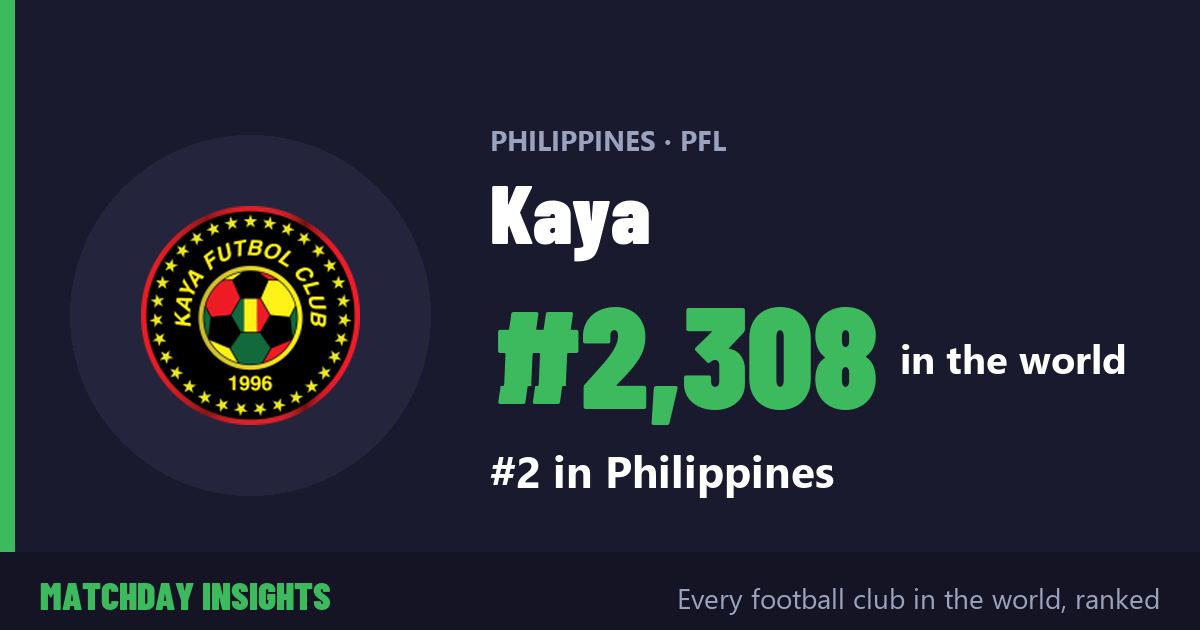 PHILIPPINES · PFL
Kaya
#2,308 in the world
#2 in Philippines
KAYA FUTBOL CLUB
1996
MATCHDAY INSIGHTS
Every football club in the world, ranked